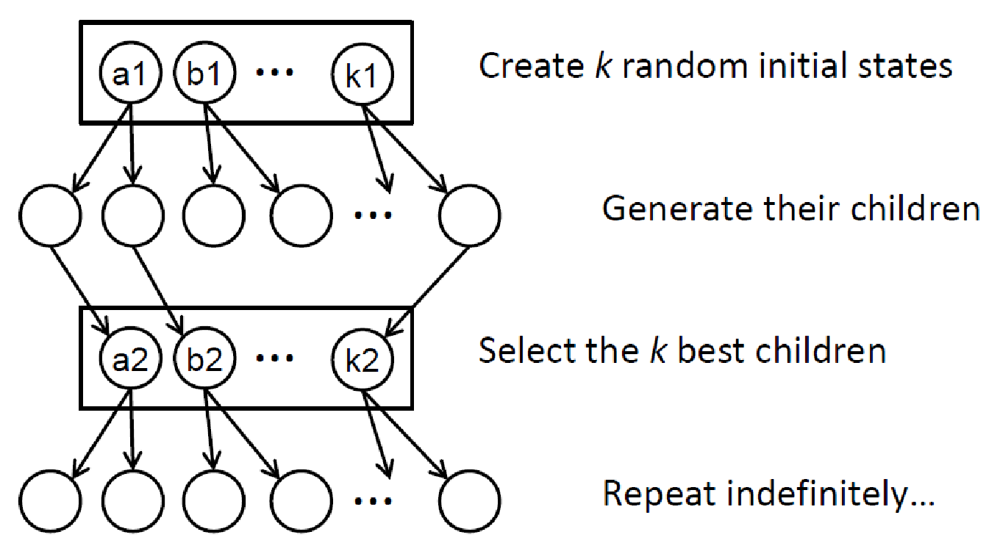 a1 b1 ... k1 Create k random initial states
... Generate their children
a2 b2 ... k2 Select the k best children
... Repeat indefinitely...